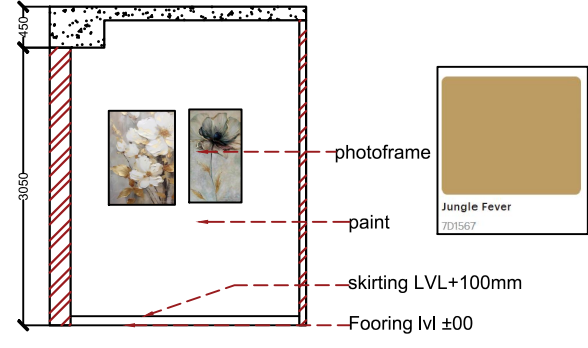 450
3050
photoframe
paint
skirting LVL+100mm
Fooring lvl ±00
Jungle Fever
7D1567